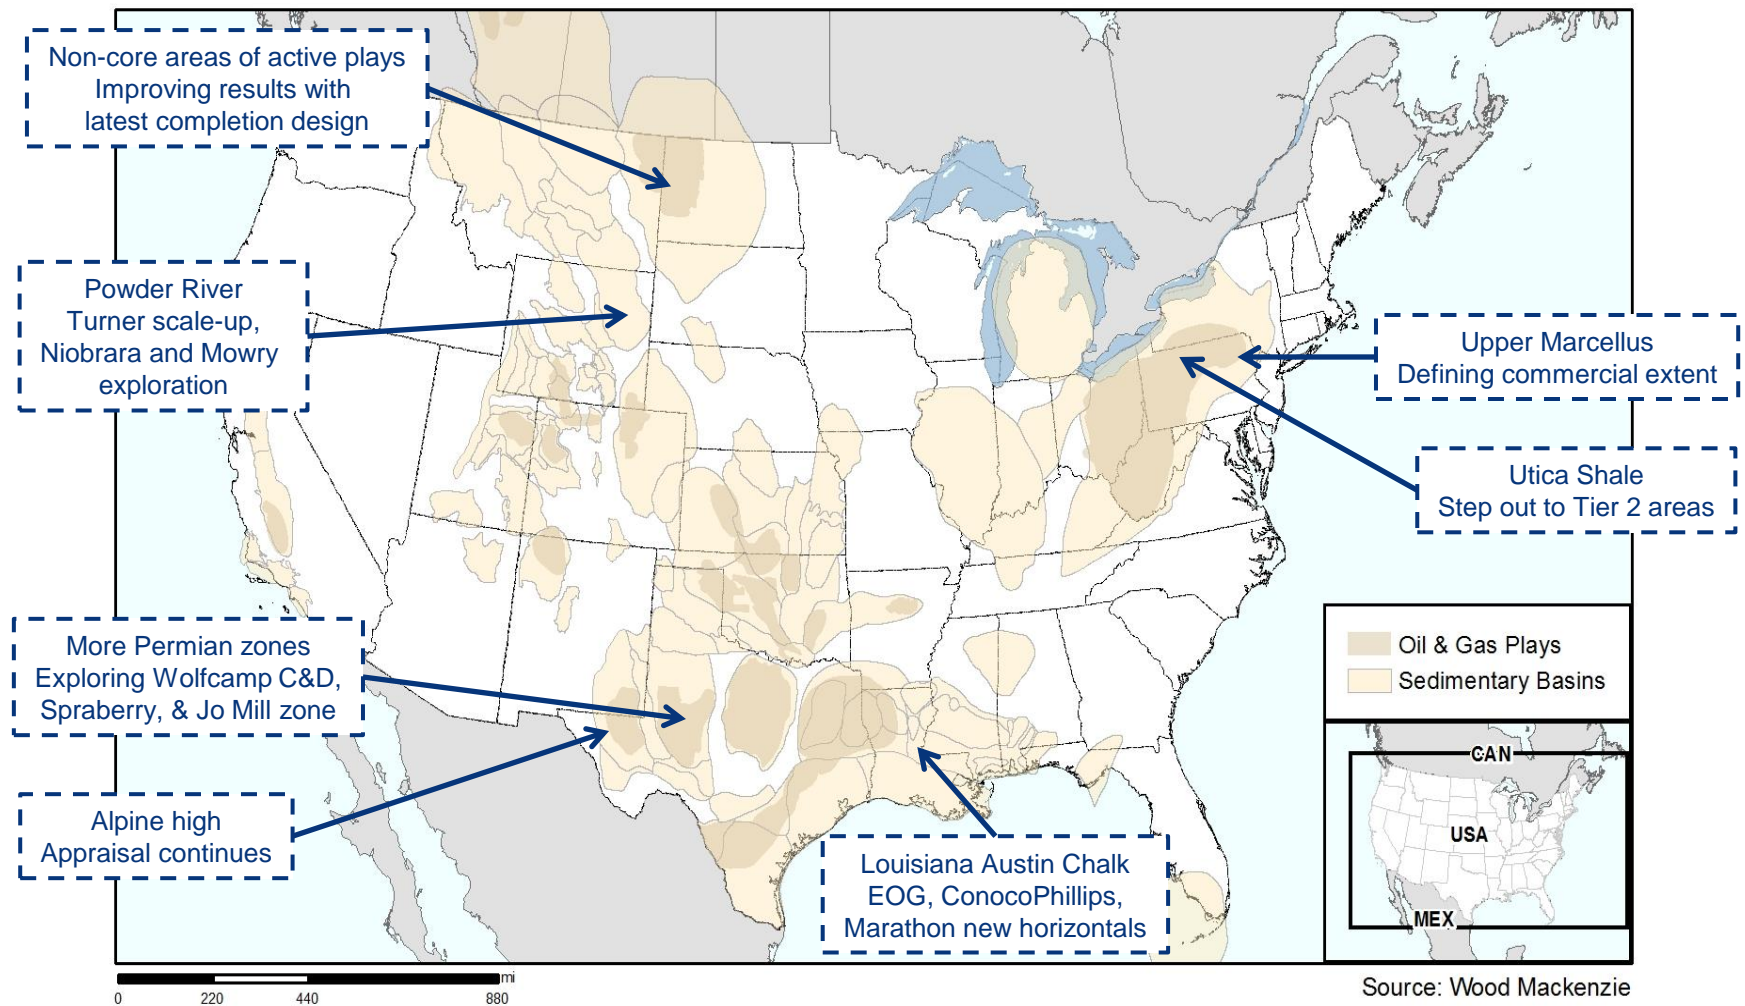 Non-core areas of active plays
Improving results with
latest completion design
Powder River
Turner scale-up,
Niobrara and Mowry
exploration
Upper Marcellus
Defining commercial extent
Utica Shale
Step out to Tier 2 areas
More Permian zones
Exploring Wolfcamp C&D,
Spraberry, & Jo Mill zone
Alpine high
Appraisal continues
Louisiana Austin Chalk
EOG, ConocoPhillips,
Marathon new horizontals
Oil & Gas Plays
Sedimentary Basins
CAN
USA
MEX
mi
0 220 440 880
Source: Wood Mackenzie